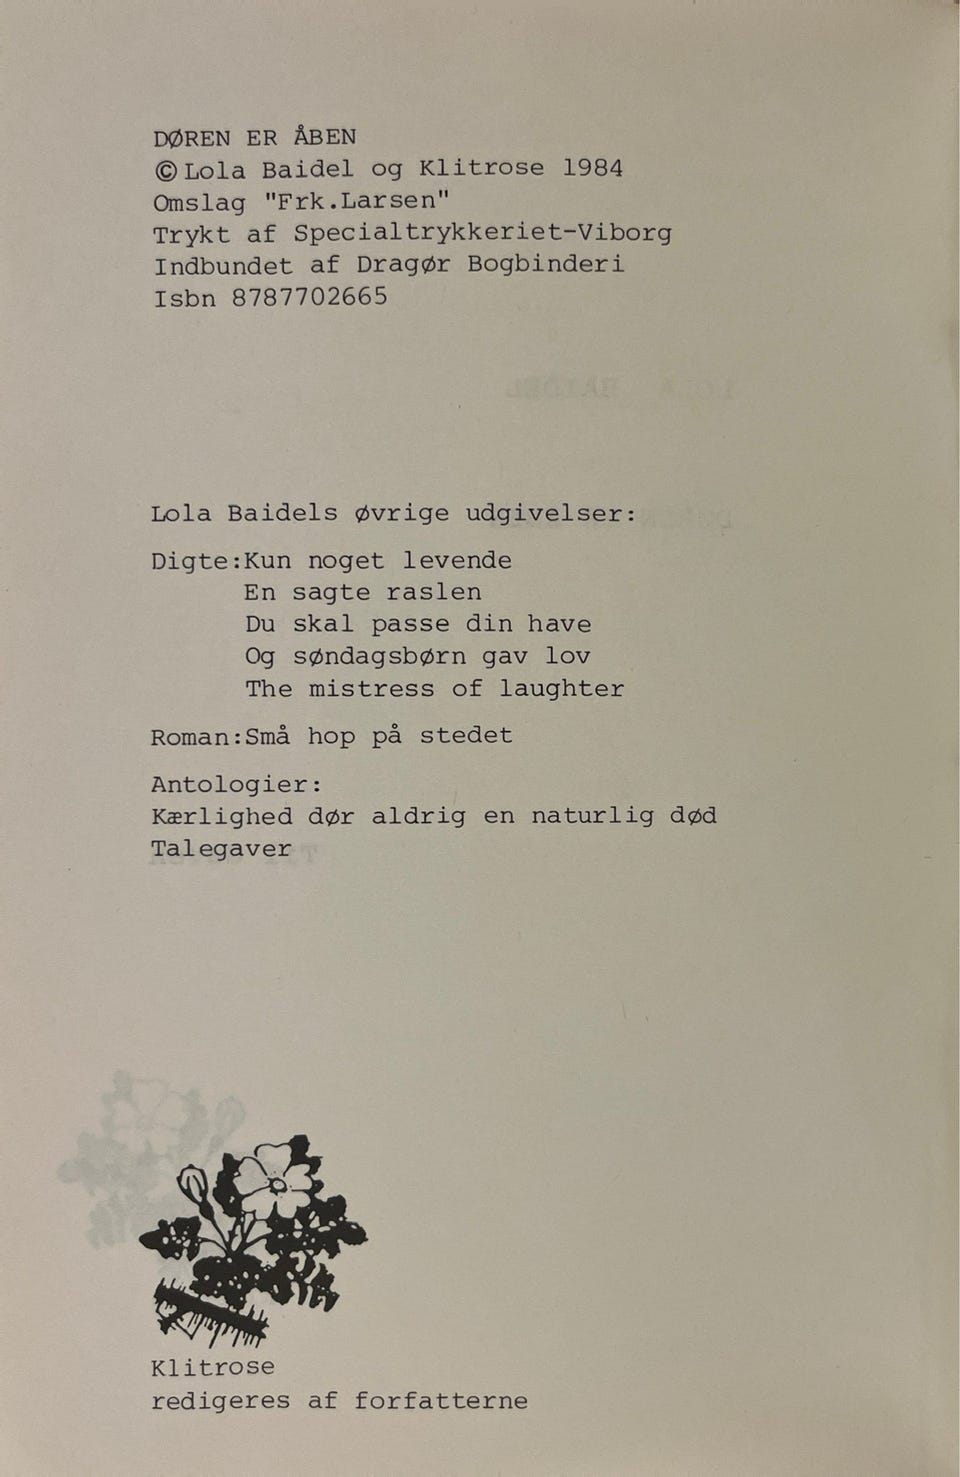 DØREN ER ÅBEN
© Lola Baidel og Klitrose 1984
Omslag "Frk.Larsen"
Trykt af Specialtrykkeriet-Viborg
Indbundet af Dragør Bogbinderi
Isbn 8787702665
Lola Baidels øvrige udgivelser:
Digte:Kun noget levende
En sagte raslen
Du skal passe din have
Og søndagsbørn gav lov
The mistress of laughter
Roman:Små hop på stedet
Antologier:
Kærlighed dør aldrig en naturlig død
Talegaver
Klitrose
redigeres af forfatterne